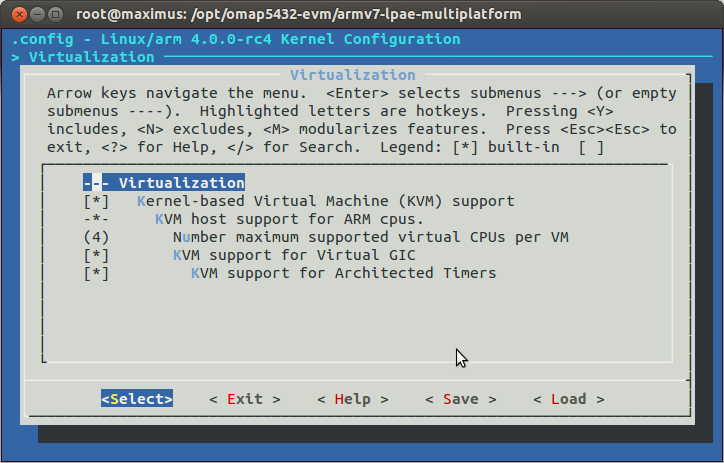 root@maximus: /opt/omap5432-evm/armv7-lpae-multiplatform
.config - Linux/arm 4.0.0-rc4 Kernel Configuration
> Virtualization
Virtualization
Arrow keys navigate the menu.  <Enter> selects submenus ---> (or empty
submenus ----).  Highlighted letters are hotkeys.  Pressing <Y>
includes, <N> excludes, <M> modularizes features.  Press <Esc><Esc> to
exit, <?> for Help, </> for Search.  Legend: [*] built-in  [ ]
--- Virtualization
[*]   Kernel-based Virtual Machine (KVM) support
-*-     KVM host support for ARM cpus.
(4)       Number maximum supported virtual CPUs per VM
[*]       KVM support for Virtual GIC
[*]         KVM support for Architected Timers
<Select>    < Exit >    < Help >    < Save >    < Load >